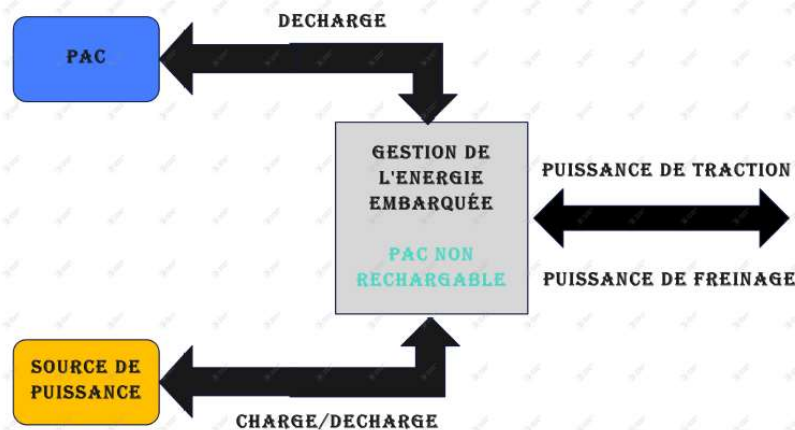 DECHARGE
PAC
GESTION DE
L'ENERGIE
EMBARQUÉE
PAC NON
RECHARGABLE
PUISSANCE DE TRACTION
PUISSANCE DE FREINAGE
SOURCE DE
PUISSANCE
CHARGE/DECHARGE